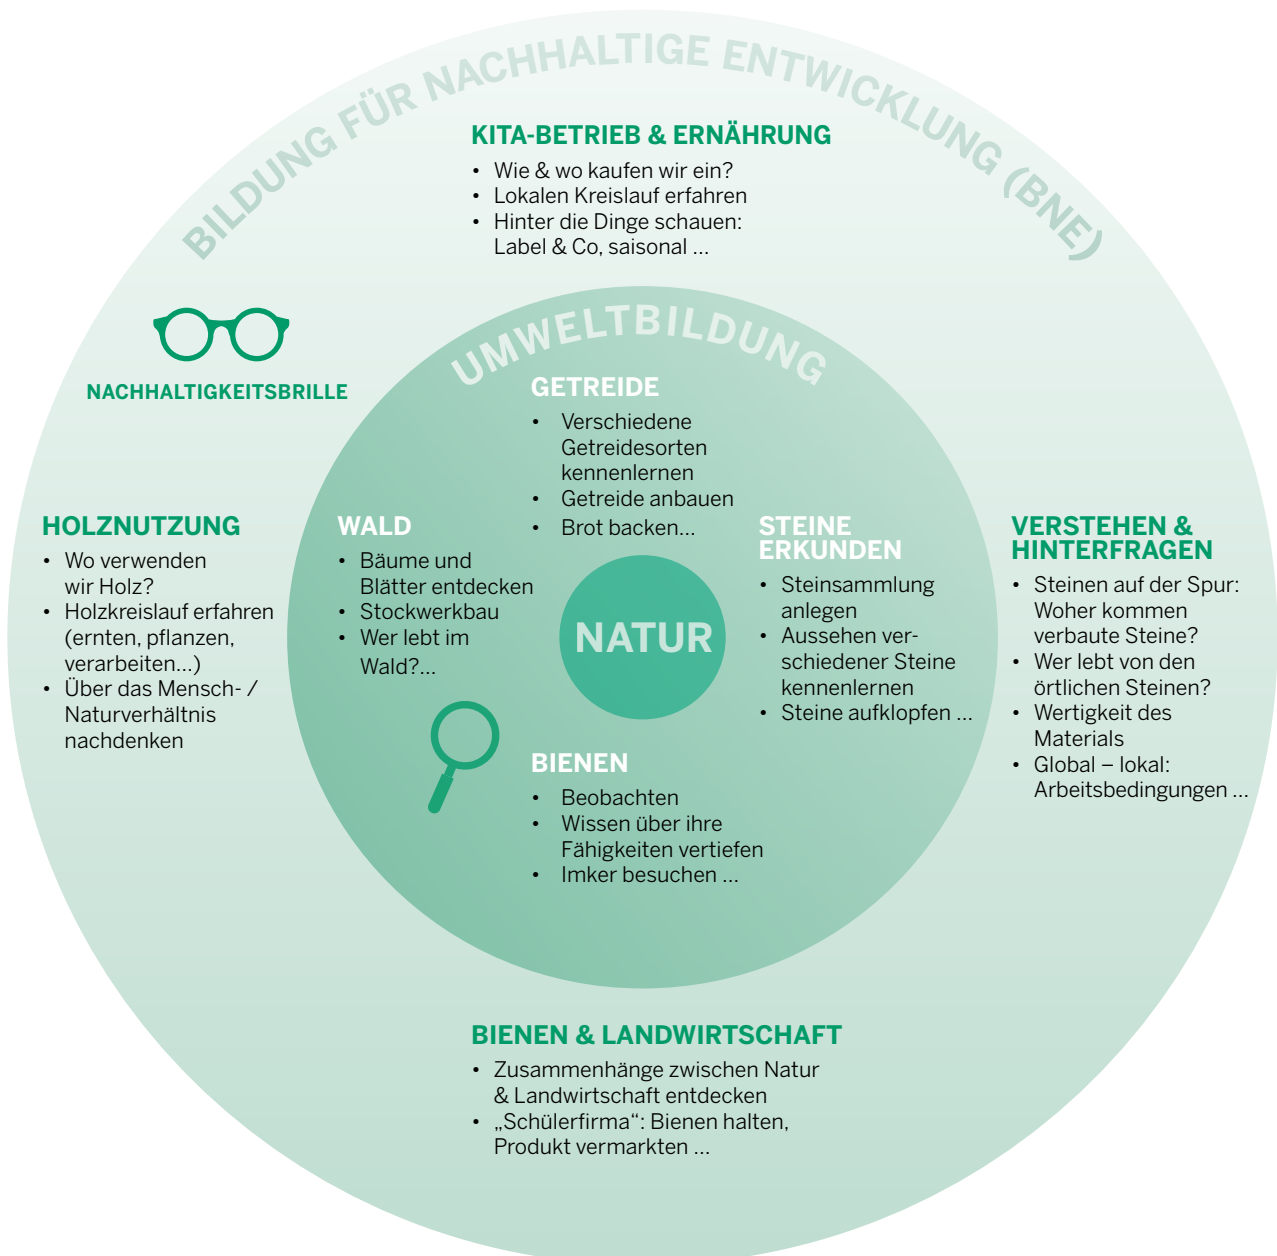 BILDUNG FÜR NACHHALTIGE ENTWICKLUNG (BNE)
KITA-BETRIEB & ERNÄHRUNG
• Wie & wo kaufen wir ein?
• Lokalen Kreislauf erfahren
• Hinter die Dinge schauen:
Label & Co, saisonal ...
NACHHALTIGKEITSBRILLE
UMWELTBILDUNG
GETREIDE
• Verschiedene
Getreidesorten
kennenlernen
• Getreide anbauen
• Brot backen...
HOLZNUTZUNG
• Wo verwenden
wir Holz?
• Holzkreislauf erfahren
(ernten, pflanzen,
verarbeiten...)
• Über das Mensch- /
Naturverhältnis
nachdenken
WALD
• Bäume und
Blätter entdecken
• Stockwerkbau
• Wer lebt im
Wald?...
NATUR
STEINE
ERKUNDEN
• Steinsammlung
anlegen
• Aussehen ver-
schiedener Steine
kennenlernen
• Steine aufklopfen ...
VERSTEHEN &
HINTERFRAGEN
• Steinen auf der Spur:
Woher kommen
verbaute Steine?
• Wer lebt von den
örtlichen Steinen?
• Wertigkeit des
Materials
• Global – lokal:
Arbeitsbedingungen ...
BIENEN
• Beobachten
• Wissen über ihre
Fähigkeiten vertiefen
• Imker besuchen ...
BIENEN & LANDWIRTSCHAFT
• Zusammenhänge zwischen Natur
& Landwirtschaft entdecken
• „Schülerfirma“: Bienen halten,
Produkt vermarkten ...